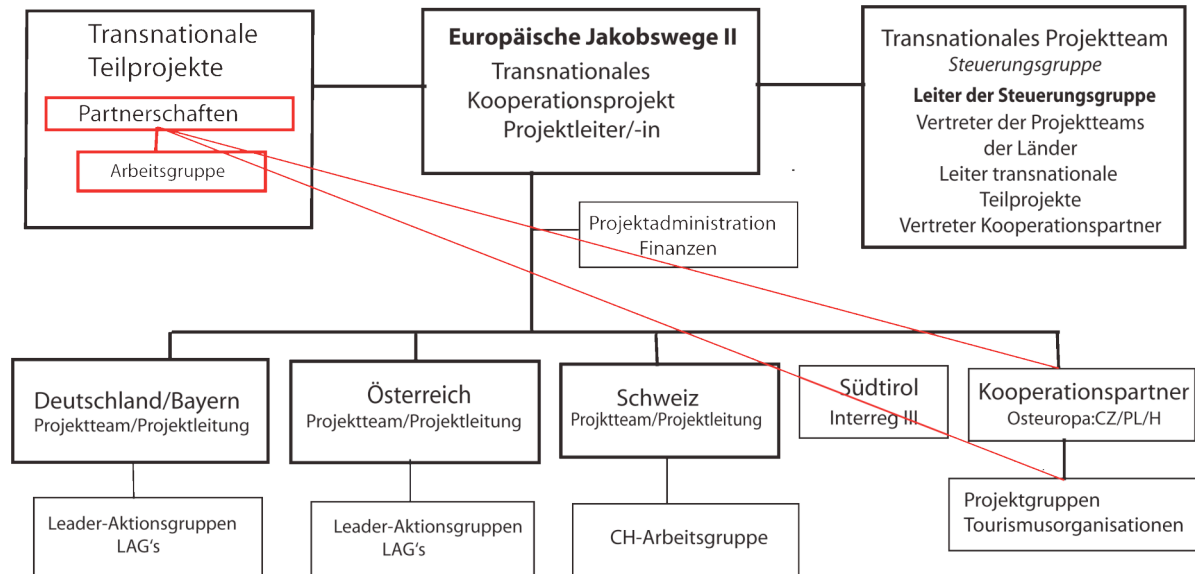 Transnationale
Teilprojekte
Partnerschaften
Arbeitsgruppe
Europäische Jakobswege II
Transnationales
Kooperationsprojekt
Projektleiter/-in
Transnationales Projektteam
Steuerungsgruppe
Leiter der Steuerungsgruppe
Vertreter der Projektteams
der Länder
Leiter transnationale
Teilprojekte
Vertreter Kooperationspartner
Projektadministration
Finanzen
Deutschland/Bayern
Projektteam/Projektleitung
Österreich
Projktteam/Projektleitung
Schweiz
Projktteam/Projektleitung
Südtirol
Interreg III
Kooperationspartner
Osteuropa:CZ/PL/H
Leader-Aktionsgruppen
LAG's
Leader-Aktionsgruppen
LAG's
CH-Arbeitsgruppe
Projektgruppen
Tourismusorganisationen